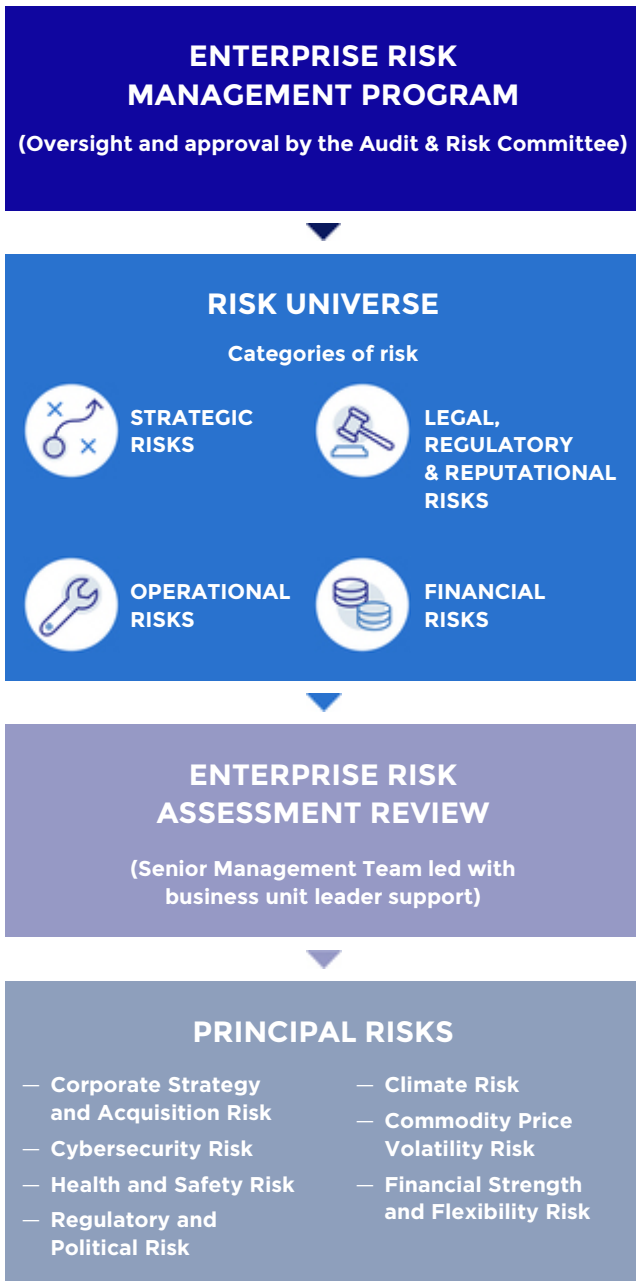 ENTERPRISE RISK
MANAGEMENT PROGRAM
(Oversight and approval by the Audit & Risk Committee)
RISK UNIVERSE
Categories of risk
STRATEGIC
RISKS
LEGAL,
REGULATORY
& REPUTATIONAL
RISKS
OPERATIONAL
RISKS
FINANCIAL
RISKS
ENTERPRISE RISK
ASSESSMENT REVIEW
(Senior Management Team led with
business unit leader support)
PRINCIPAL RISKS
— Corporate Strategy
and Acquisition Risk
— Cybersecurity Risk
— Health and Safety Risk
— Regulatory and
Political Risk
— Climate Risk
— Commodity Price
Volatility Risk
— Financial Strength
and Flexibility Risk